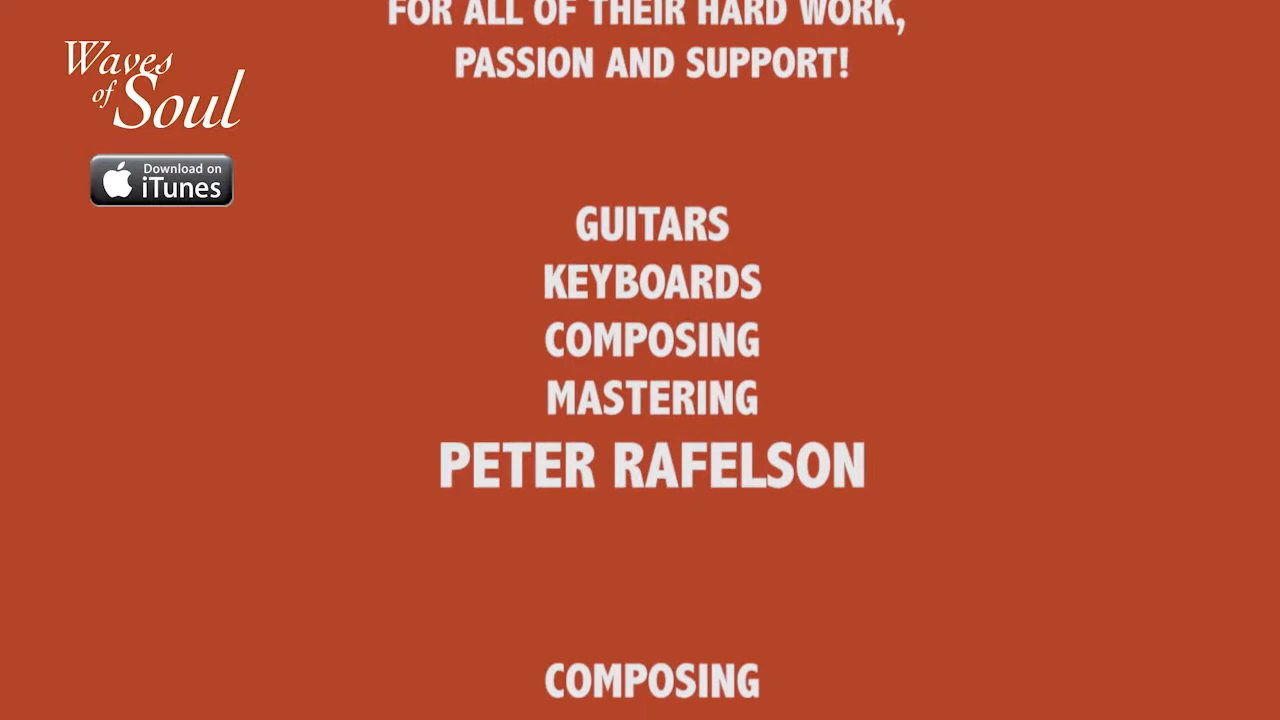 FOR ALL OF THEIR HARD WORK,
PASSION AND SUPPORT!
Waves
of Soul
Download on
iTunes
GUITARS
KEYBOARDS
COMPOSING
MASTERING
PETER RAFELSON
COMPOSING